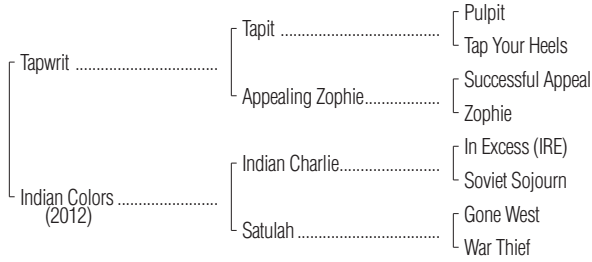 Pulpit
Tapit ................................
Tap Your Heels
Tapwrit .............................
Successful Appeal
Appealing Zophie...............
Zophie
In Excess (IRE)
Indian Charlie....................
Soviet Sojourn
Indian Colors ....................
(2012)
Gone West
Satulah .............................
War Thief